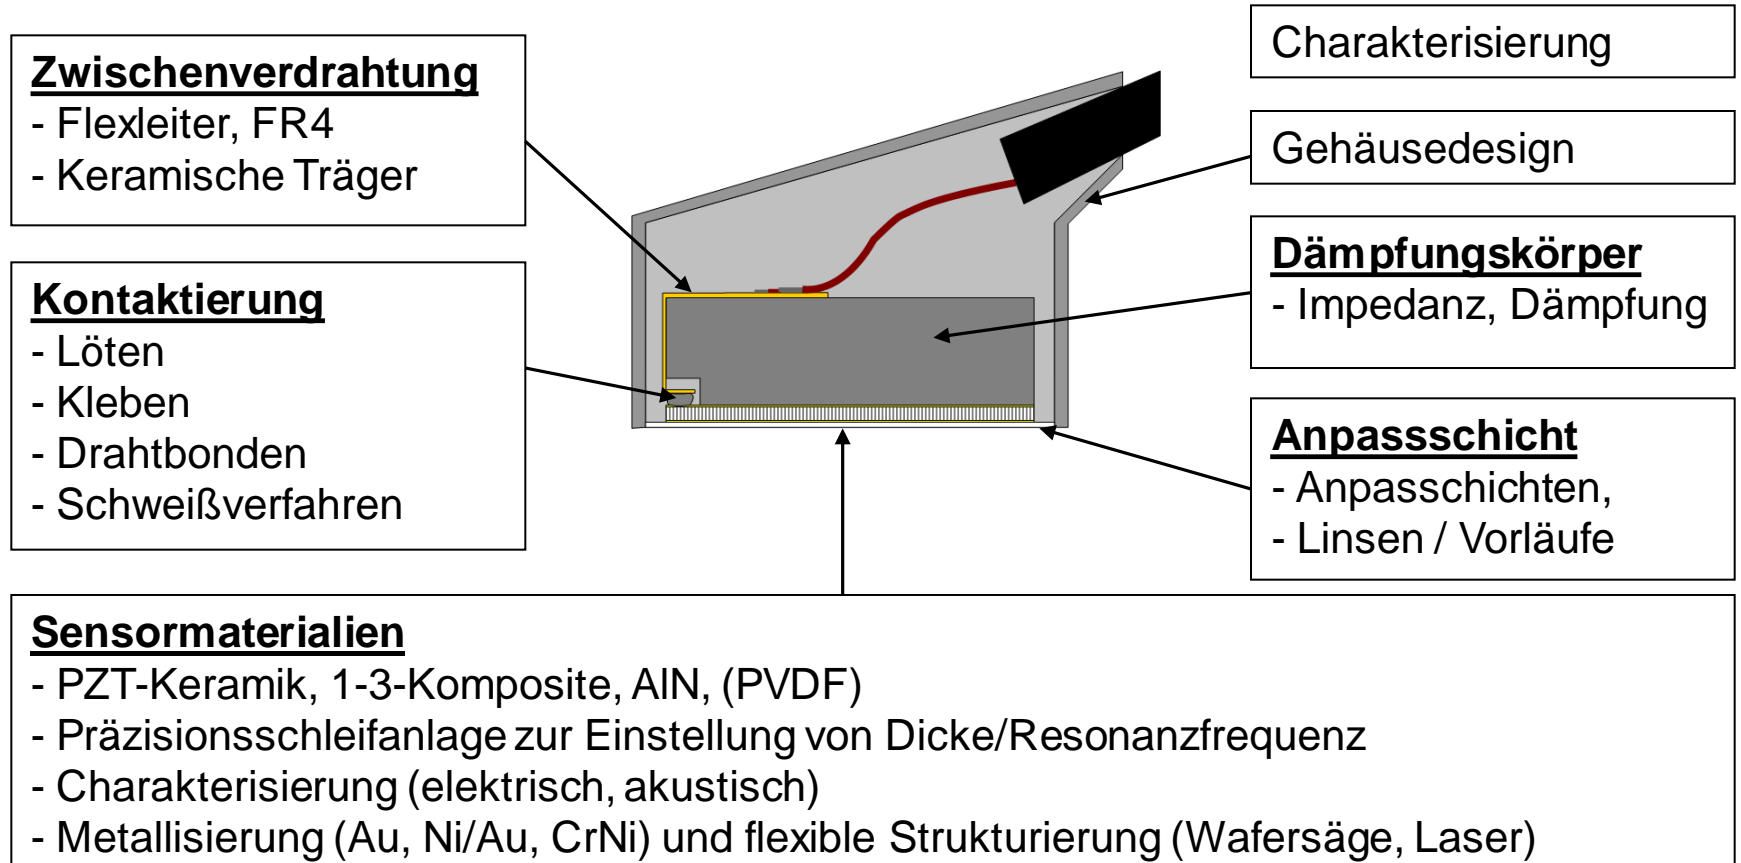 Zwischenverdrahtung
- Flexleiter, FR4
- Keramische Träger
Kontaktierung
- Löten
- Kleben
- Drahtbonden
- Schweißverfahren
Charakterisierung
Gehäusedesign
Dämpfungskörper
- Impedanz, Dämpfung
Anpassschicht
- Anpasschichten,
- Linsen / Vorläufe
Sensormaterialien
- PZT-Keramik, 1-3-Komposite, AlN, (PVDF)
- Präzisionsschleifanlage zur Einstellung von Dicke/Resonanzfrequenz
- Charakterisierung (elektrisch, akustisch)
- Metallisierung (Au, Ni/Au, CrNi) und flexible Strukturierung (Wafersäge, Laser)